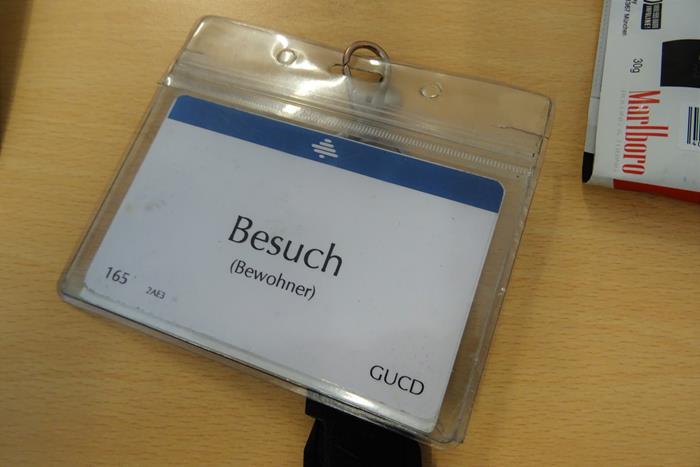 Besuch
(Bewohner)
165
2AE3
GUCD
30g
Marlboro